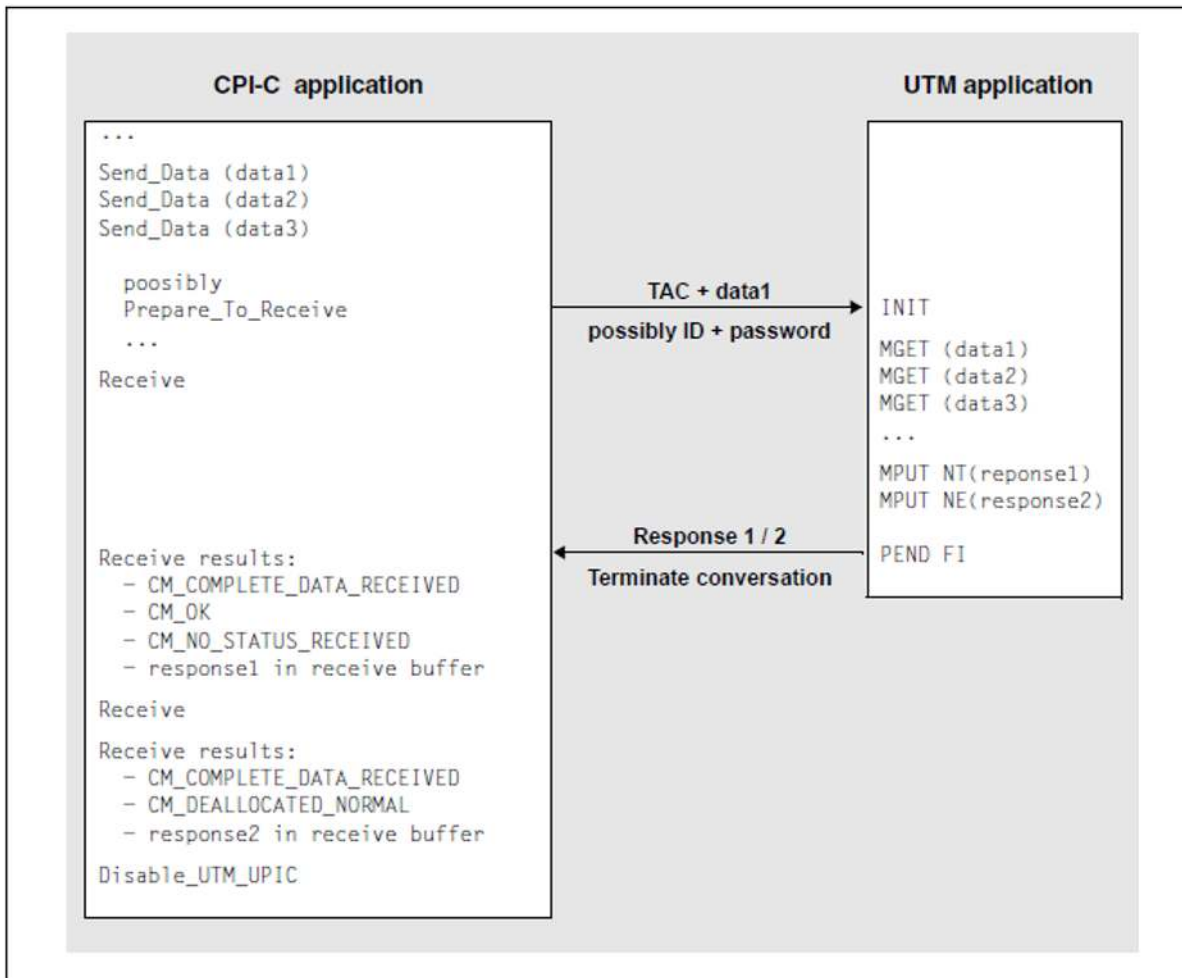 CPI-C application
UTM application
...
Send_Data (data1)
Send_Data (data2)
Send_Data (data3)
poosibly
Prepare_To_Receive
...
Receive
TAC + data1
possibly ID + password
INIT
MGET (data1)
MGET (data2)
MGET (data3)
...
MPUT NT(reponse1)
MPUT NE(response2)
Response 1 / 2
Terminate conversation
PEND FI
Receive results:
- CM_COMPLETE_DATA_RECEIVED
- CM_OK
- CM_NO_STATUS_RECEIVED
- response1 in receive buffer
Receive
Receive results:
- CM_COMPLETE_DATA_RECEIVED
- CM_DEALLOCATED_NORMAL
- response2 in receive buffer
Disable_UTM_UPIC